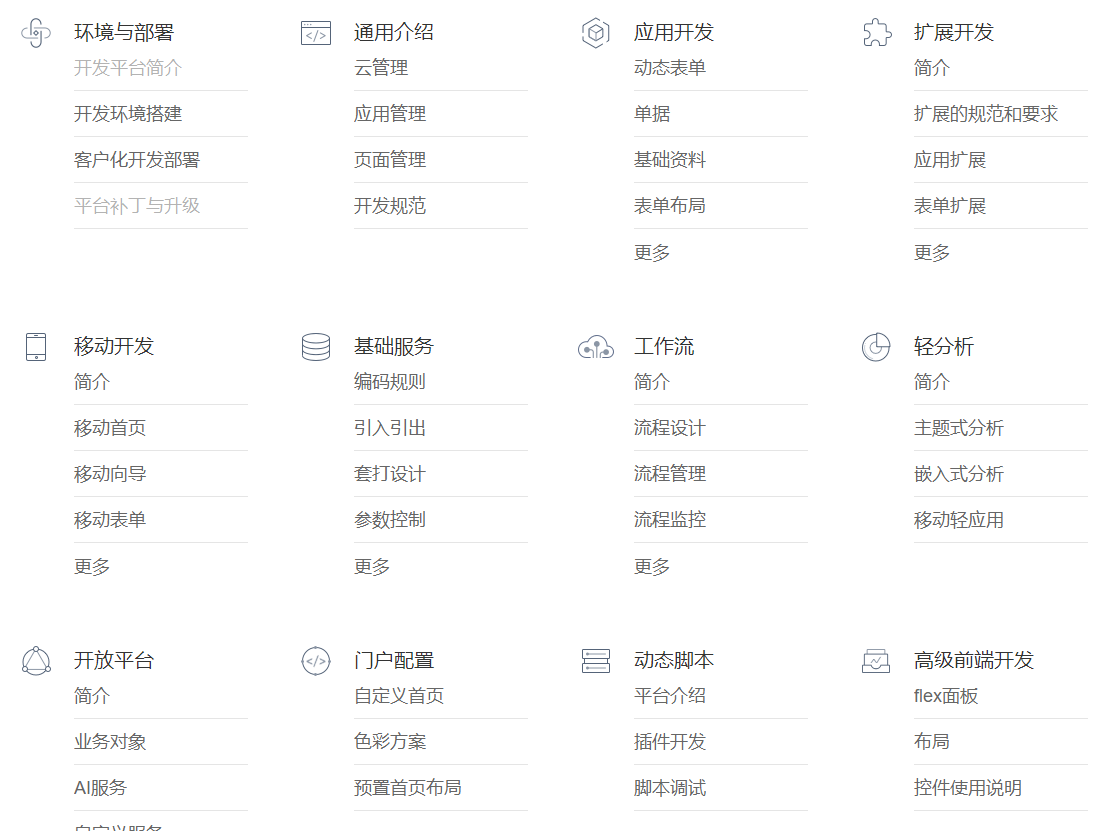 环境与部署
开发平台简介
开发环境搭建
客户化开发部署
平台补丁与升级
通用介绍
云管理
应用管理
页面管理
开发规范
应用开发
动态表单
单据
基础资料
表单布局
更多
扩展开发
简介
扩展的规范和要求
应用扩展
表单扩展
更多
移动开发
简介
移动首页
移动向导
移动表单
更多
基础服务
编码规则
引入引出
套打设计
参数控制
更多
工作流
简介
流程设计
流程管理
流程监控
更多
轻分析
简介
主题式分析
嵌入式分析
移动轻应用
开放平台
简介
业务对象
AI服务
自定义服务
门户配置
自定义首页
色彩方案
预置首页布局
动态脚本
平台介绍
插件开发
脚本调试
高级前端开发
flex面板
布局
控件使用说明